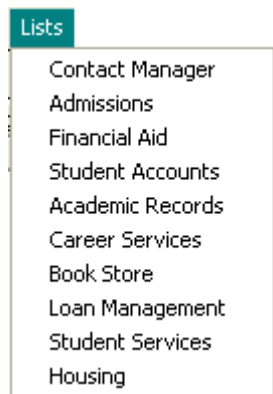 Lists
Contact Manager
Admissions
Financial Aid
Student Accounts
Academic Records
Career Services
Book Store
Loan Management
Student Services
Housing